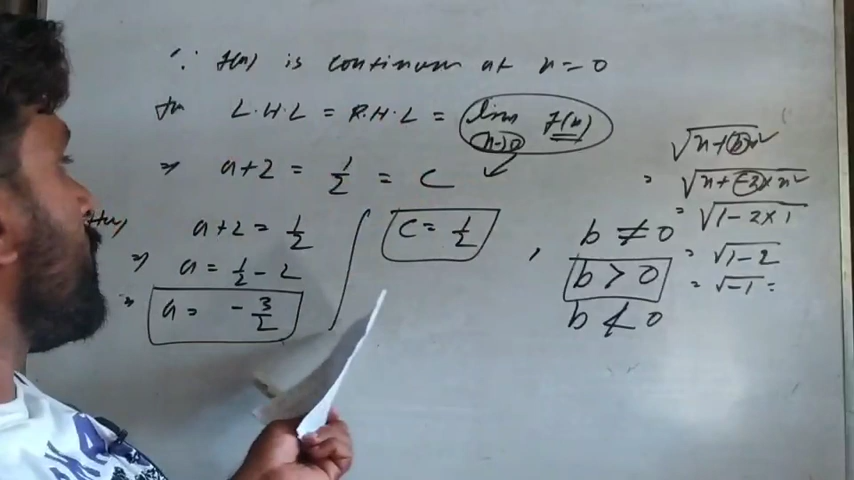 ∵ f(x) is continuous at x = 0
L.H.L = R.H.L = lim x→0 f(x)
⇒ a+2 = 1/2 = C
a+2 = 1/2
⇒ a = 1/2 - 2
a = -3/2
C = 1/2
, b ≠ 0
b > 0
b ≮ 0
√x+bx²
= √x+-2×x²
= √1-2×1
= √1-2
= √-1 =